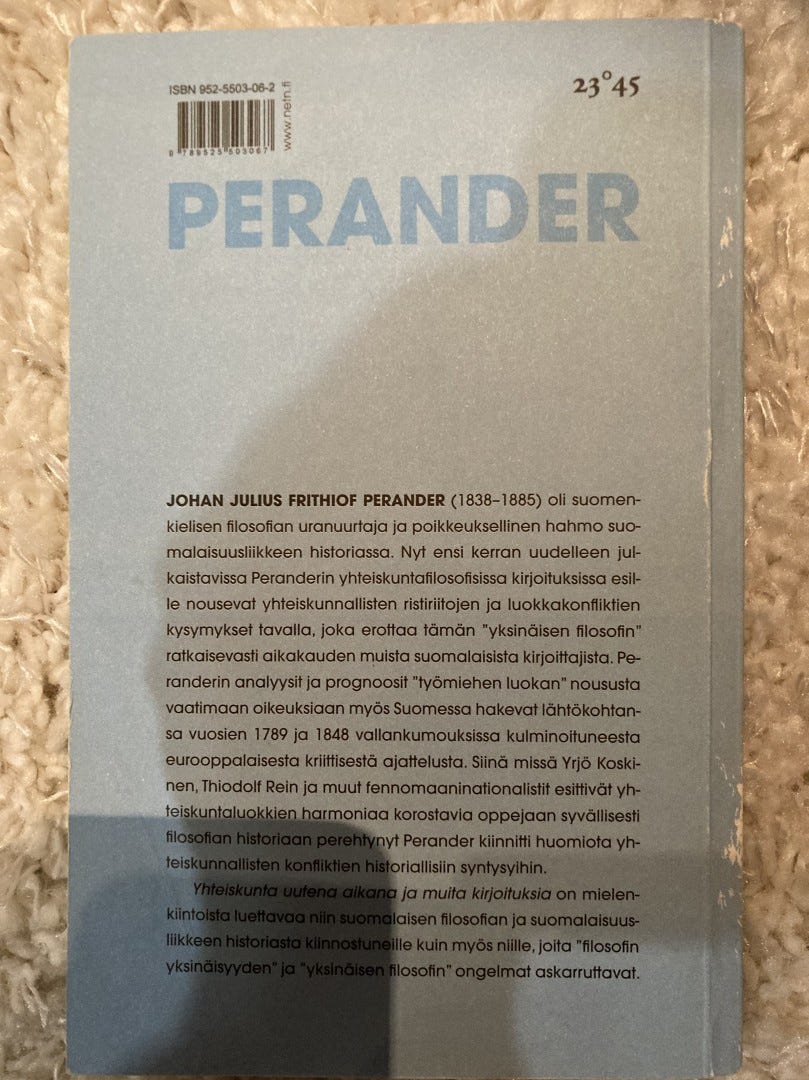 ISBN 952-5503-06-2
23°45
www.netn.fi
9 789525 503067
PERANDER
JOHAN JULIUS FRITHIOF PERANDER (1838–1885) oli suomen-
kielisen filosofian uranuurtaja ja poikkeuksellinen hahmo suo-
malaisuusliikkeen historiassa. Nyt ensi kerran uudelleen jul-
kaistavissa Peranderin yhteiskuntafilosofisissa kirjoituksissa esil-
le nousevat yhteiskunnallisten ristiriitojen ja luokkakonfliktien
kysymykset tavalla, joka erottaa tämän ”yksinäisen filosofin”
ratkaisevasti aikakauden muista suomalaisista kirjoittajista. Pe-
randerin analyysit ja prognoosit ”työmiehen luokan” noususta
vaatimaan oikeuksiaan myös Suomessa hakevat lähtökohtan-
sa vuosien 1789 ja 1848 vallankumouksissa kulminoituneesta
eurooppalaisesta kriittisestä ajattelusta. Siinä missä Yrjö Koski-
nen, Thiodolf Rein ja muut fennomaaninationalistit esittivät yh-
teiskuntaluokkien harmoniaa korostavia oppejaan syvällisesti
filosofian historiaan perehtynyt Perander kiinnitti huomiota yh-
teiskunnallisten konfliktien historiallisiin syntysyihin.
Yhteiskunta uutena aikana ja muita kirjoituksia on mielen-
kiintoista luettavaa niin suomalaisen filosofian ja suomalaisuus-
liikkeen historiasta kiinnostuneille kuin myös niille, joita ”filosofin
yksinäisyyden” ja ”yksinäisen filosofin” ongelmat askarruttavat.